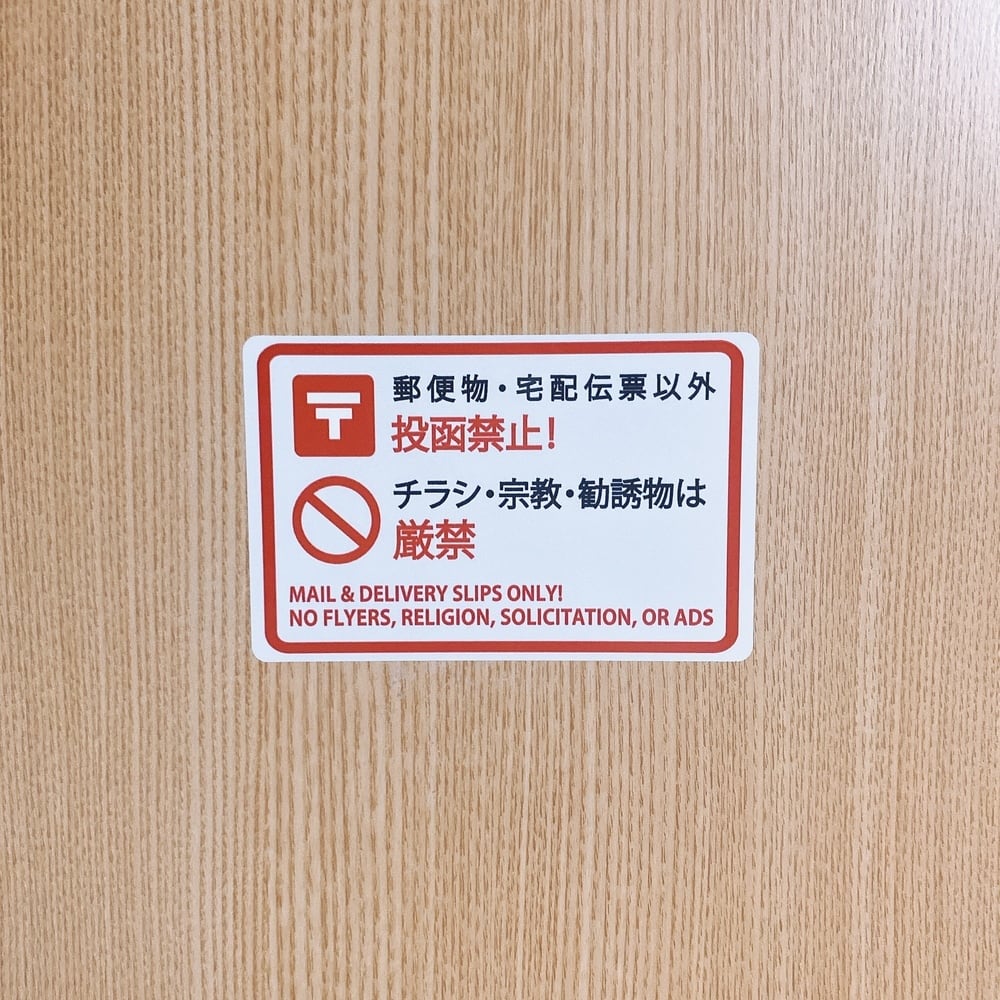 郵便物・宅配伝票以外
投函禁止!
チラシ・宗教・勧誘物は
厳禁
MAIL & DELIVERY SLIPS ONLY!
NO FLYERS, RELIGION, SOLICITATION, OR ADS